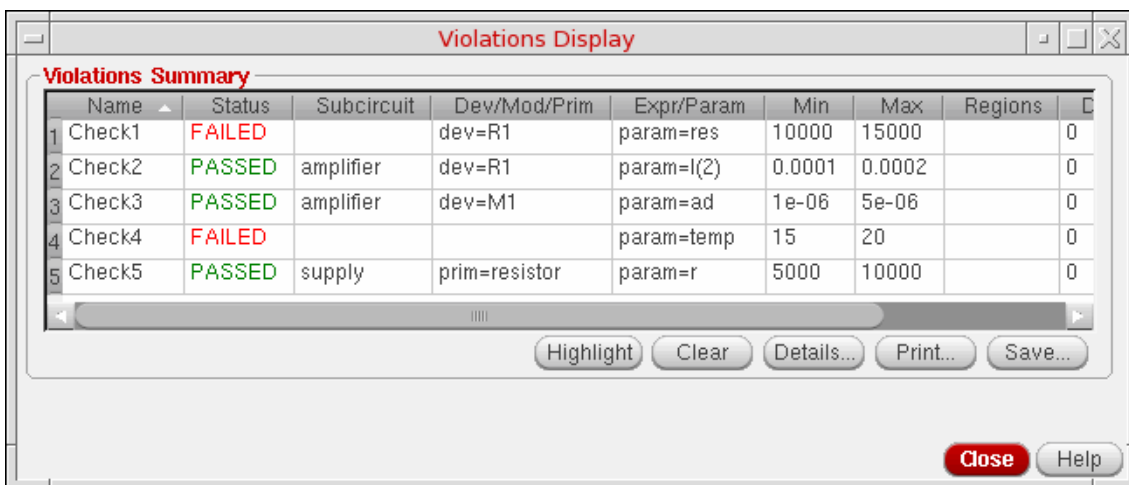 Violations Display
Violations Summary
Name Status Subcircuit Dev/Mod/Prim Expr/Param Min Max Regions
1 Check1 FAILED dev=R1 param=res 10000 15000 0
2 Check2 PASSED amplifier dev=R1 param=I(2) 0.0001 0.0002 0
3 Check3 PASSED amplifier dev=M1 param=ad 1e-06 5e-06 0
4 Check4 FAILED param=temp 15 20 0
5 Check5 PASSED supply prim=resistor param=r 5000 10000 0
Highlight Clear Details... Print... Save...
Close Help